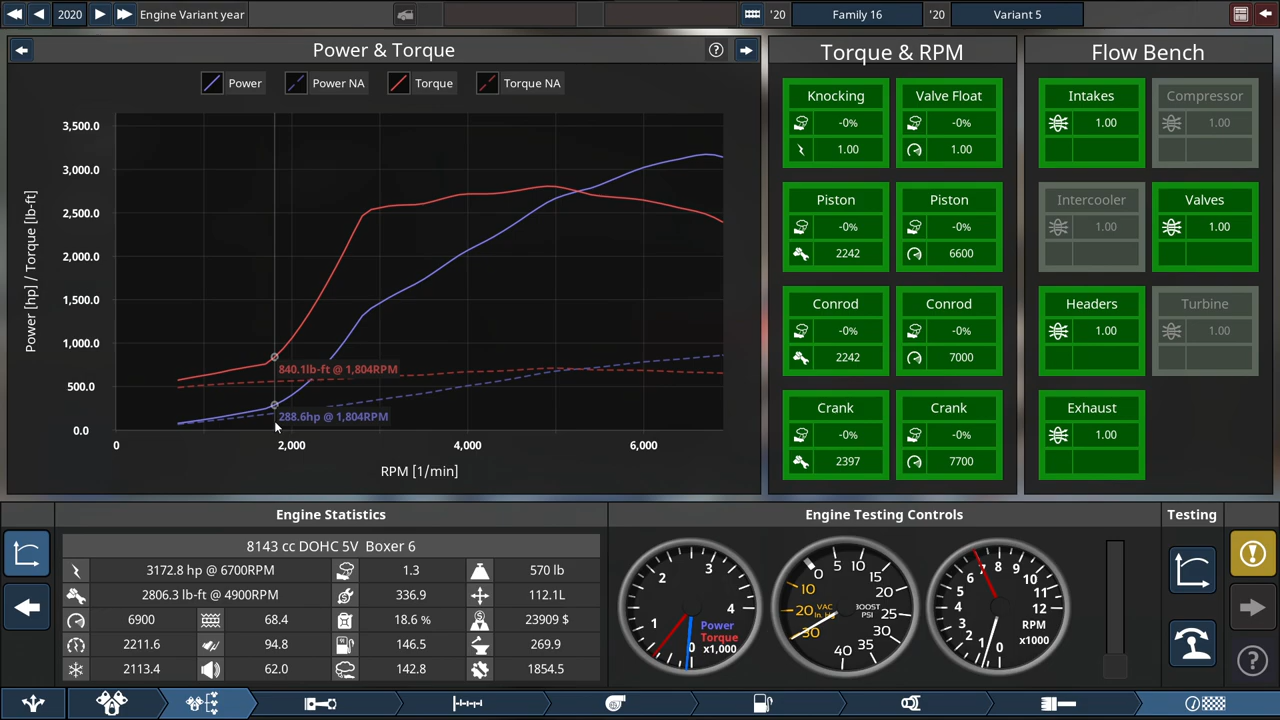 2020
Engine Variant year
'20
Family 16
'20
Variant 5
Power & Torque
?
Power
Power NA
Torque
Torque NA
3,500.0
3,000.0
2,500.0
2,000.0
1,500.0
1,000.0
500.0
0.0
Power [hp] / Torque [lb-ft]
840.1lb-ft @ 1,804RPM
288.6hp @ 1,804RPM
0
2,000
4,000
6,000
RPM [1/min]
Torque & RPM
Knocking
-0%
1.00
Valve Float
-0%
1.00
Piston
-0%
2242
Piston
-0%
6600
Conrod
-0%
2242
Conrod
-0%
7000
Crank
-0%
2397
Crank
-0%
7700
Flow Bench
Intakes
1.00
Compressor
1.00
Intercooler
1.00
Valves
1.00
Headers
1.00
Turbine
1.00
Exhaust
1.00
Engine Statistics
8143 cc DOHC 5V Boxer 6
3172.8 hp @ 6700RPM
1.3
570 lb
2806.3 lb-ft @ 4900RPM
336.9
112.1L
6900
68.4
18.6 %
23909 $
2211.6
94.8
146.5
269.9
2113.4
62.0
142.8
1854.5
Engine Testing Controls
0
1
2
3
4
Power
Torque
x1,000
30
20
10
0
5
10
15
20
25
30
35
40
VAC
In. Hg
BOOST
PSI
0
1
2
3
4
5
6
7
8
9
10
11
12
RPM
x1000
Testing
!
?